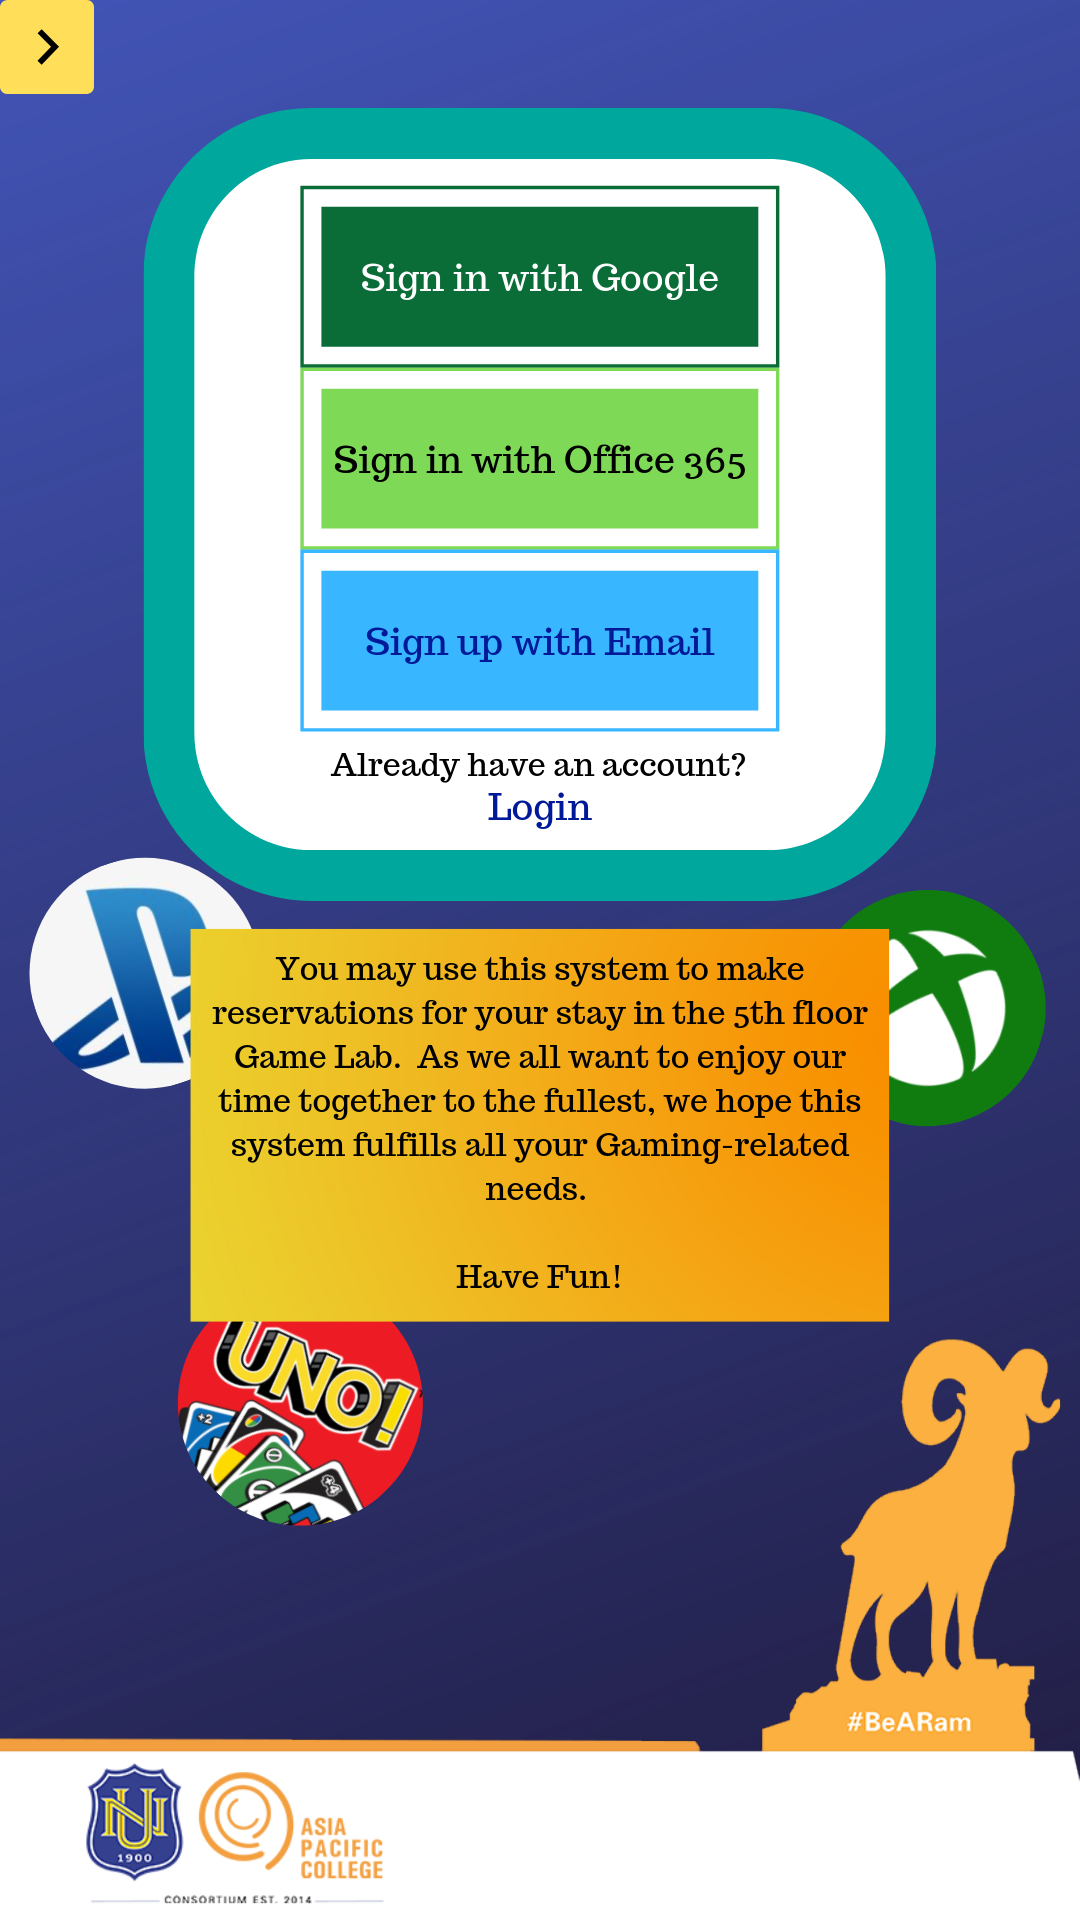 Sign in with Google
Sign in with Office 365
Sign up with Email
Already have an account?
Login
You may use this system to make
reservations for your stay in the 5th floor
Game Lab.  As we all want to enjoy our
time together to the fullest, we hope this
system fulfills all your Gaming-related
needs.
Have Fun!
UNO!
+2
+4
#BeARam
NU
1900
ASIA
PACIFIC
COLLEGE
CONSORTIUM EST. 2014